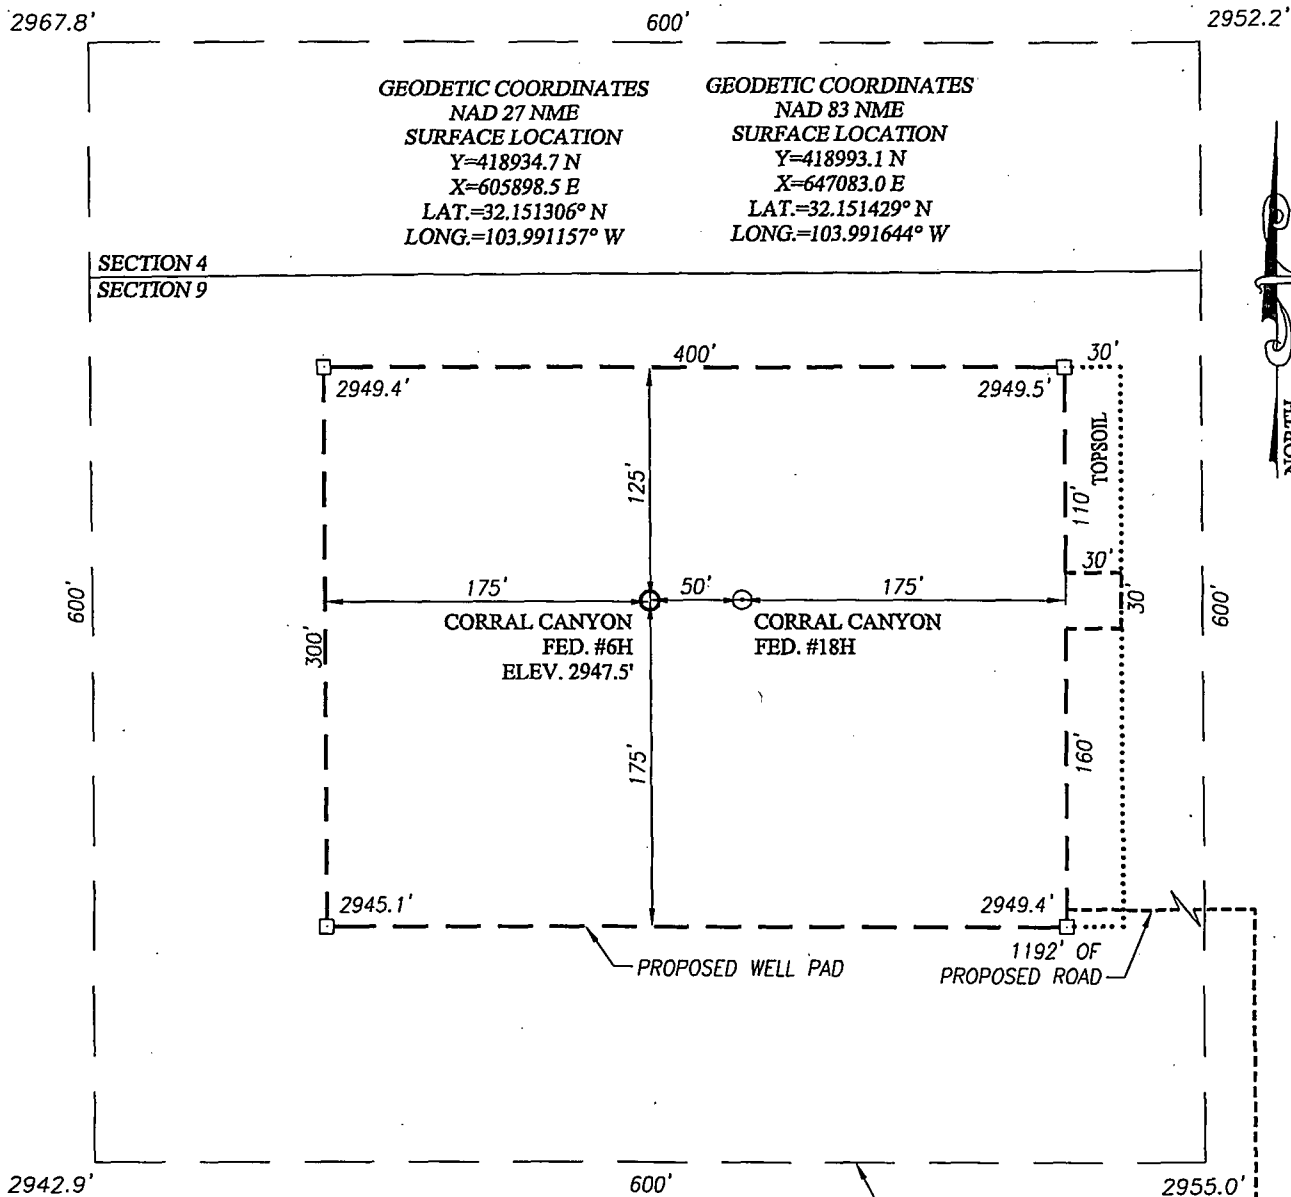 2967.8'
600'
2952.2'
GEODETIC COORDINATES
NAD 27 NME
SURFACE LOCATION
Y=418934.7 N
X=605898.5 E
LAT.=32.151306° N
LONG.=103.991157° W
GEODETIC COORDINATES
NAD 83 NME
SURFACE LOCATION
Y=418993.1 N
X=647083.0 E
LAT.=32.151429° N
LONG.=103.991644° W
SECTION 4
SECTION 9
NORTH
400'
30'
2949.4'
2949.5'
TOPSOIL
125'
110'
30'
30'
600'
175'
50'
175'
600'
300'
CORRAL CANYON
FED. #6H
ELEV. 2947.5'
CORRAL CANYON
FED. #18H
175'
160'
2945.1'
2949.4'
PROPOSED WELL PAD
1192' OF
PROPOSED ROAD
2942.9'
600'
2955.0'